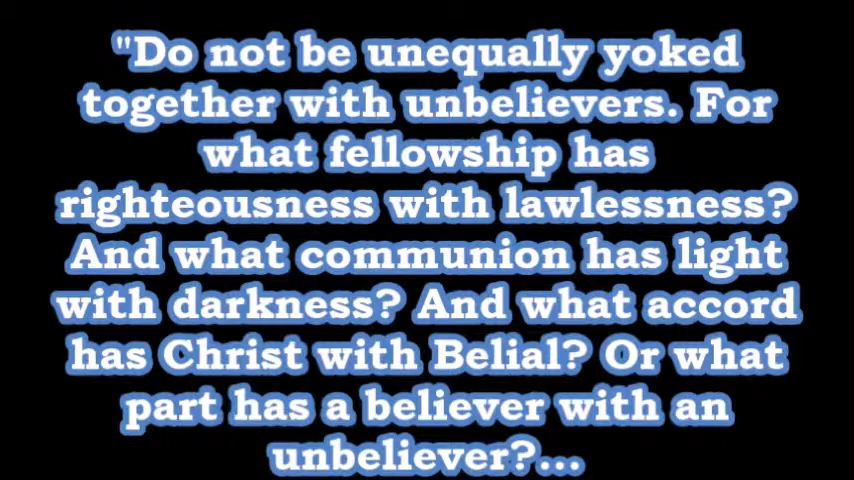 "Do not be unequally yoked
together with unbelievers. For
what fellowship has
righteousness with lawlessness?
And what communion has light
with darkness? And what accord
has Christ with Belial? Or what
part has a believer with an
unbeliever?...